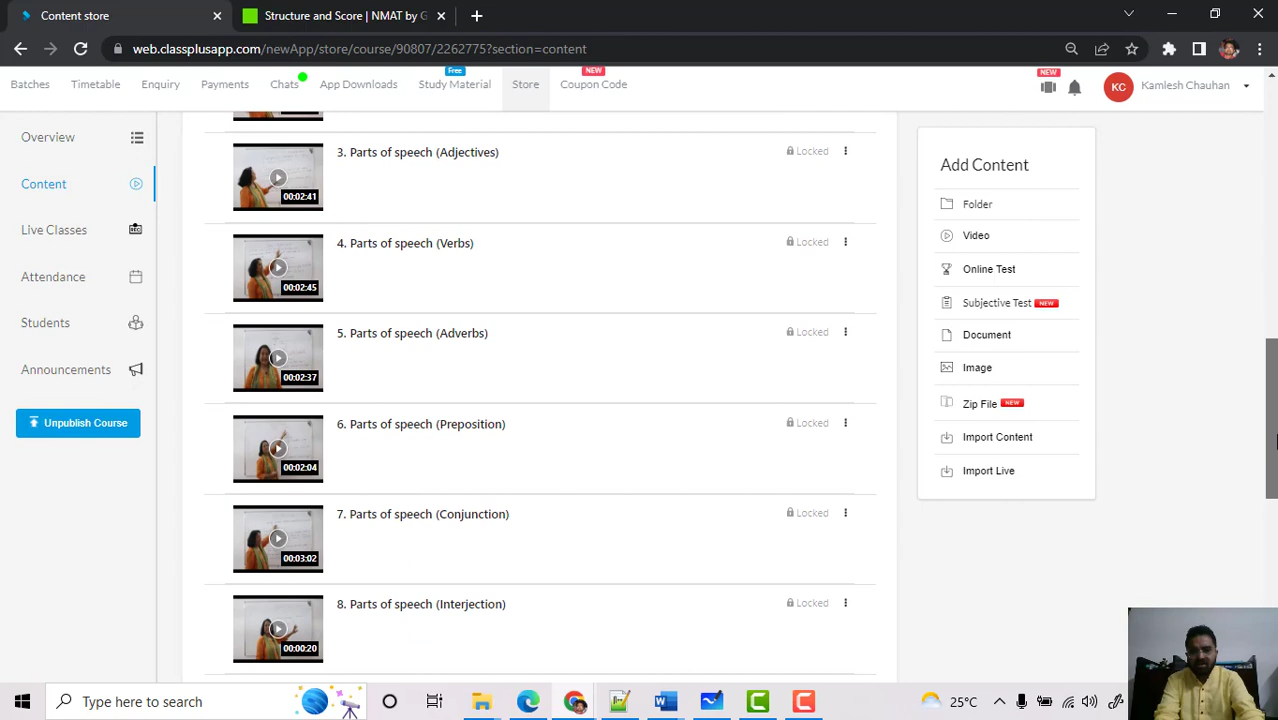 Content store
Structure and Score | NMAT by G
web.classplusapp.com/newApp/store/course/90807/2262775?section=content
Batches
Timetable
Enquiry
Payments
Chats
App Downloads
Free
Study Material
Store
NEW
Coupon Code
NEW
KC
Kamlesh Chauhan
Overview
Content
Live Classes
REC
Attendance
Students
Announcements
Unpublish Course
3. Parts of speech (Adjectives)
Locked
00:02:41
4. Parts of speech (Verbs)
Locked
00:02:45
5. Parts of speech (Adverbs)
Locked
00:02:37
6. Parts of speech (Preposition)
Locked
00:02:04
7. Parts of speech (Conjunction)
Locked
00:03:02
8. Parts of speech (Interjection)
Locked
00:00:20
Add Content
Folder
Video
Online Test
Subjective Test NEW
Document
Image
Zip File NEW
Import Content
Import Live
Type here to search
25°C